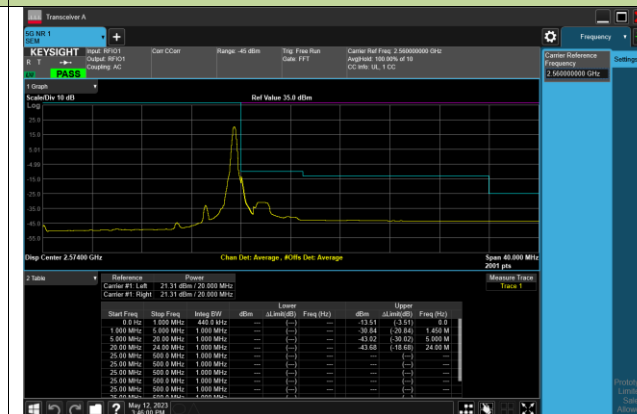 Transceiver A
5G NR 1
SEM
Frequency
KEYSIGHT
R T
PASS
Input: RFIO1
Output: RFIO1
Coupling: AC
Corr CCorr
Range: -45 dBm
Trig: Free Run
Gate: FFT
Carrier Ref Freq: 2.560000000 GHz
Avg|Hold: 100.00% of 10
CC Info: UL, 1 CC
Carrier Reference
Frequency
2.560000000 GHz
Settings
1 Graph
Scale/Div 10 dB
Ref Value 35.0 dBm
Log
25.0
15.0
5.01
-4.99
-15.0
-25.0
-35.0
-45.0
-55.0
Disp Center 2.57400 GHz
Chan Det: Average , #Offs Det: Average
Span 40.000 MHz
2001 pts
2 Table
Reference Power
Carrier #1: Left 21.31 dBm / 20.000 MHz
Carrier #1: Right 21.31 dBm / 20.000 MHz
Measure Trace
Trace 1
Lower Upper
Start Freq Stop Freq Integ BW dBm ΔLimit(dB) Freq (Hz) dBm ΔLimit(dB) Freq (Hz)
0.0 Hz 1.000 MHz 440.0 kHz --- (---) --- -13.51 (-3.51) 0.0
1.000 MHz 5.000 MHz 1.000 MHz --- (---) --- -30.84 (-20.84) 1.450 M
5.000 MHz 20.00 MHz 1.000 MHz --- (---) --- -43.02 (-30.02) 5.000 M
20.00 MHz 24.00 MHz 1.000 MHz --- (---) --- -43.68 (-18.68) 24.00 M
25.00 MHz 500.0 MHz 1.000 MHz --- (---) --- --- (---) ---
25.00 MHz 500.0 MHz 1.000 MHz --- (---) --- --- (---) ---
25.00 MHz 500.0 MHz 1.000 MHz --- (---) --- --- (---) ---
25.00 MHz 500.0 MHz 1.000 MHz --- (---) --- --- (---) ---
25.00 MHz 500.0 MHz 1.000 MHz --- (---) --- --- (---) ---
May 12, 2023
3:46:00 PM